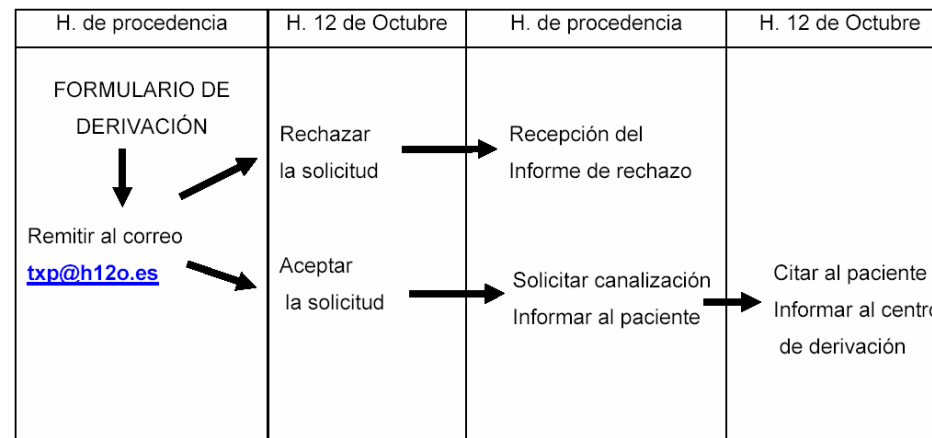 H. de procedencia
H. 12 de Octubre
H. de procedencia
H. 12 de Octubre
FORMULARIO DE
DERIVACIÓN
Remitir al correo
txp@h12o.es
Rechazar
la solicitud
Aceptar
la solicitud
Recepción del
Informe de rechazo
Solicitar canalización
Informar al paciente
Citar al paciente
Informar al centro
de derivación